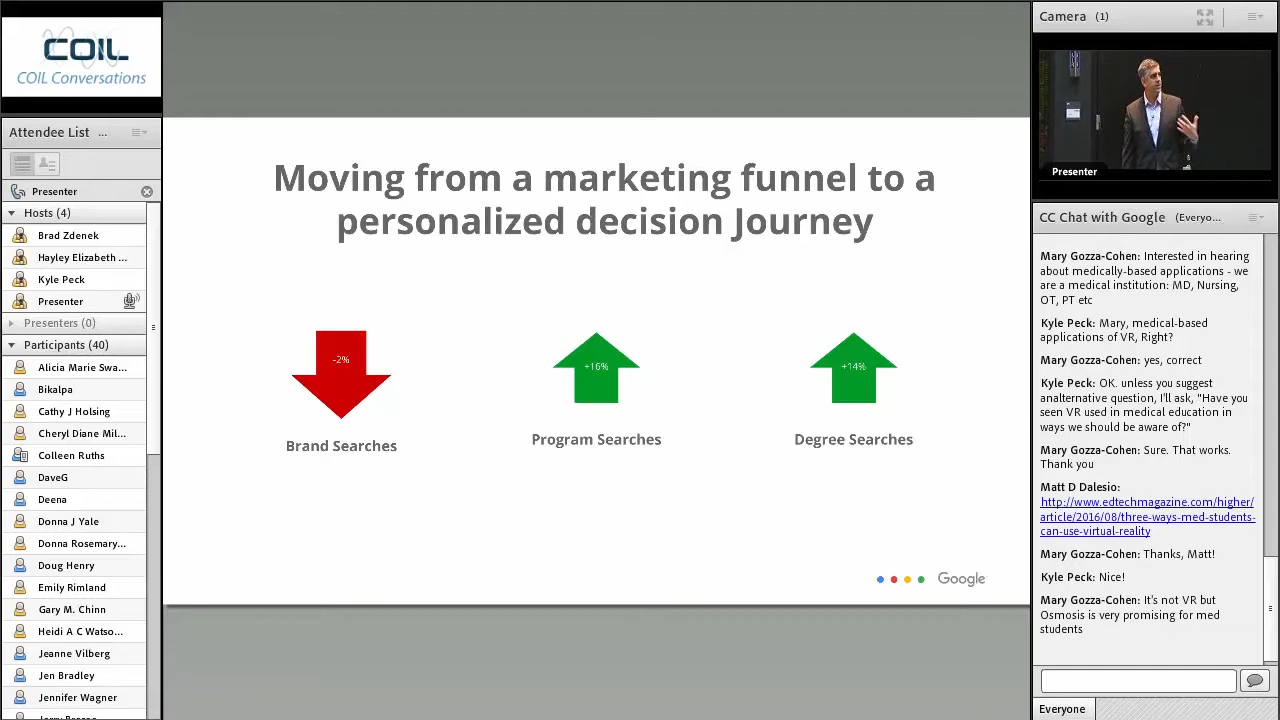 COIL
COIL Conversations
Attendee List ...
Presenter
Hosts (4)
Brad Zdenek
Hayley Elizabeth ...
Kyle Peck
Presenter
Presenters (0)
Participants (40)
Alicia Marie Swa...
Bikalpa
Cathy J Holsing
Cheryl Diane Mil...
Colleen Ruths
DaveG
Deena
Donna J Yale
Donna Rosemary...
Doug Henry
Emily Rimland
Gary M. Chinn
Heidi A C Watso...
Jeanne Vilberg
Jen Bradley
Jennifer Wagner
Moving from a marketing funnel to a
personalized decision Journey
-2%
+16%
+14%
Brand Searches
Program Searches
Degree Searches
Google
Camera (1)
Presenter
CC Chat with Google (Everyo...
Mary Gozza-Cohen: Interested in hearing
about medically-based applications - we
are a medical institution: MD, Nursing,
OT, PT etc
Kyle Peck: Mary, medical-based
applications of VR, Right?
Mary Gozza-Cohen: yes, correct
Kyle Peck: OK. unless you suggest
analternative question, I'll ask, "Have you
seen VR used in medical education in
ways we should be aware of?"
Mary Gozza-Cohen: Sure. That works.
Thank you
Matt D Dalesio:
http://www.edtechmagazine.com/higher/
article/2016/08/three-ways-med-students-
can-use-virtual-reality
Mary Gozza-Cohen: Thanks, Matt!
Kyle Peck: Nice!
Mary Gozza-Cohen: It's not VR but
Osmosis is very promising for med
students
Everyone